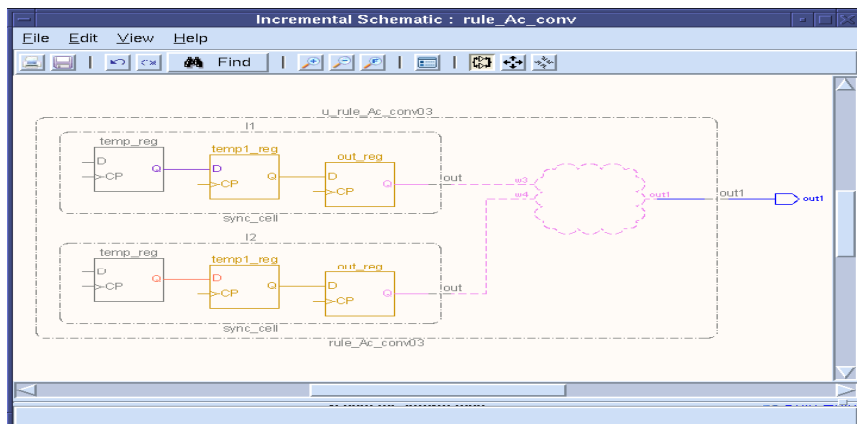 Incremental Schematic : rule_Ac_conv
File Edit View Help
Find
u_rule_Ac_conv03
I1
temp_reg temp1_reg out_reg
D Q D Q D Q out w3
CP CP CP
w4 out1 out1 out1
sync_cell
I2
temp_reg temp1_reg out_reg
D Q D Q D Q out
CP CP CP
sync_cell
rule_Ac_conv03